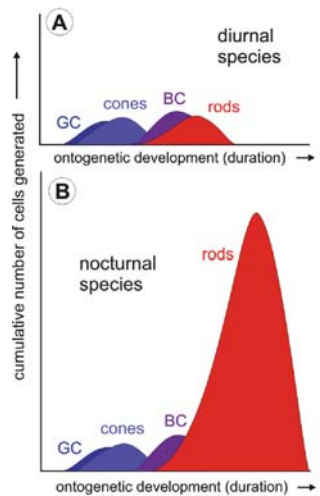 A
diurnal
species
BC
cones
rods
GC
ontogenetic development (duration)
cumulative number of cells generated
B
rods
nocturnal
species
BC
cones
GC
ontogenetic development (duration)